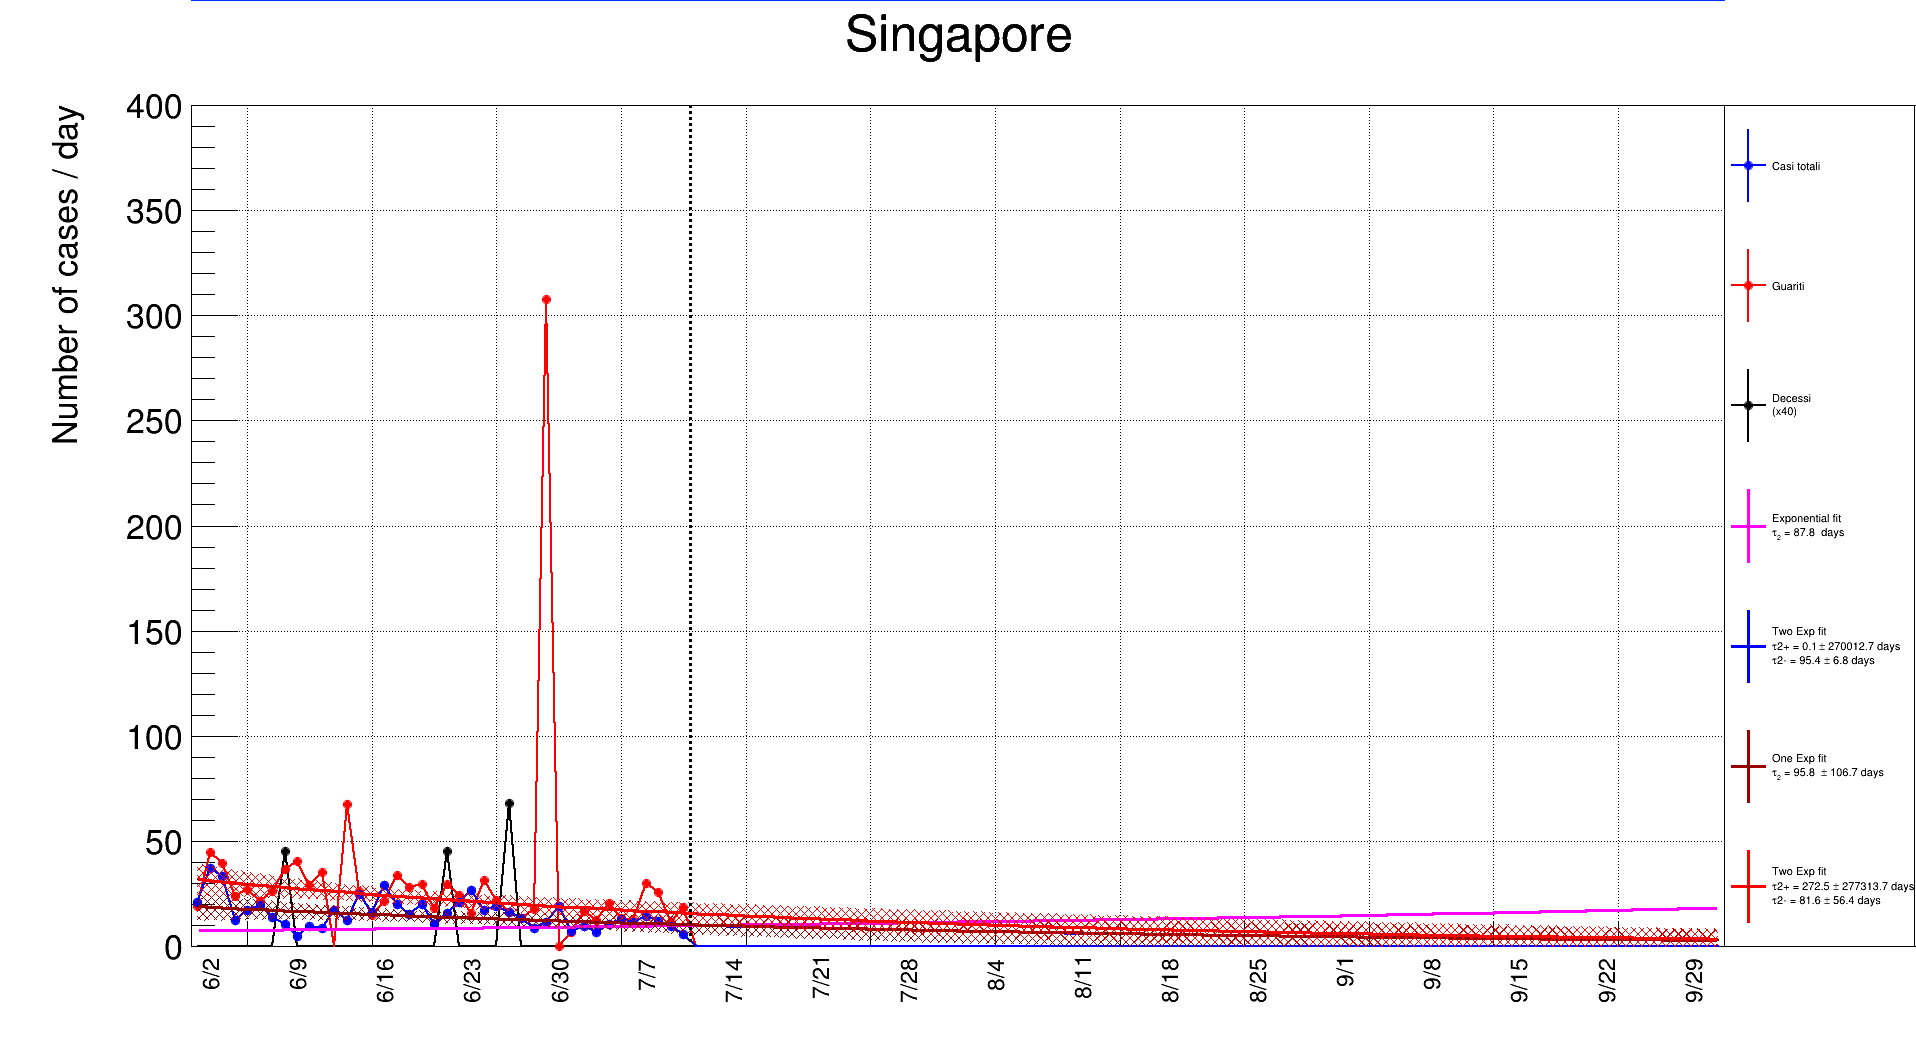 Singapore
Number of cases / day
400
350
300
250
200
150
100
50
0
6/2
6/9
6/16
6/23
6/30
7/7
7/14
7/21
7/28
8/4
8/11
8/18
8/25
9/1
9/8
9/15
9/22
9/29
Casi totali
Guariti
Decessi
(x40)
Exponential fit
τ2 = 87.8 days
Two Exp fit
τ2+ = 0.1 ± 270012.7 days
τ2- = 95.4 ± 6.8 days
One Exp fit
τ2 = 95.8 ± 106.7 days
Two Exp fit
τ2+ = 272.5 ± 277313.7 days
τ2- = 81.6 ± 56.4 days